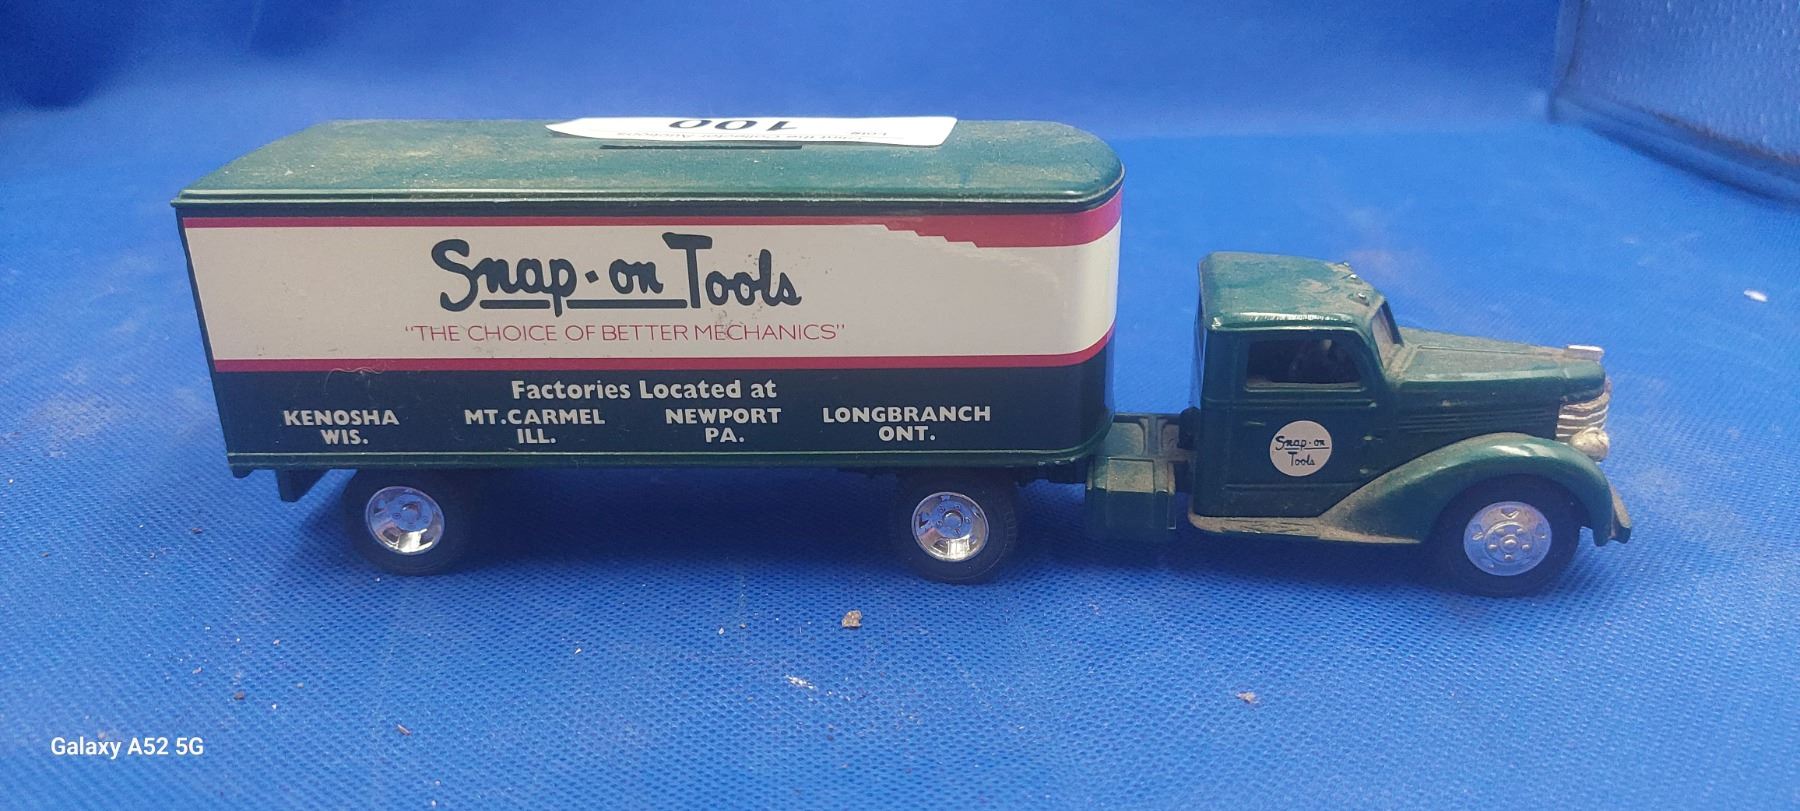 100
Snap-on Tools
"THE CHOICE OF BETTER MECHANICS"
Factories Located at
KENOSHA WIS.
MT.CARMEL ILL.
NEWPORT PA.
LONGBRANCH ONT.
Snap-on
Tools
Galaxy A52 5G